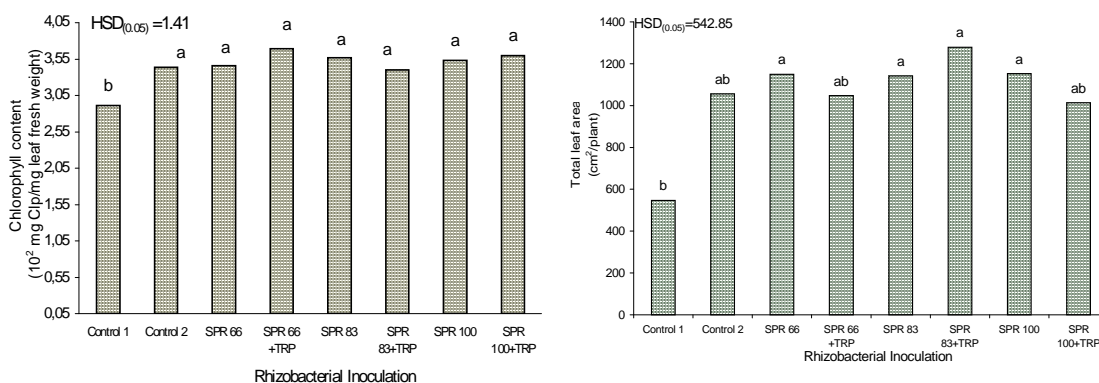 HSD(0.05) =1.41
Chlorophyll content
(10² mg Clp/mg leaf fresh weight)
4,05
3,55
3,05
2,55
2,05
1,55
1,05
0,55
0,05
b
a
a
a
a
a
a
a
Control 1
Control 2
SPR 66
SPR 66
+TRP
SPR 83
SPR
83+TRP
SPR 100
SPR
100+TRP
Rhizobacterial Inoculation
HSD(0.05)=542.85
Total leaf area
(cm²/plant)
1400
1200
1000
800
600
400
200
0
b
ab
a
ab
a
a
a
ab
Control 1
Control 2
SPR 66
SPR 66
+TRP
SPR 83
SPR
83+TRP
SPR 100
SPR
100+TRP
Rhizobacterial Inoculation